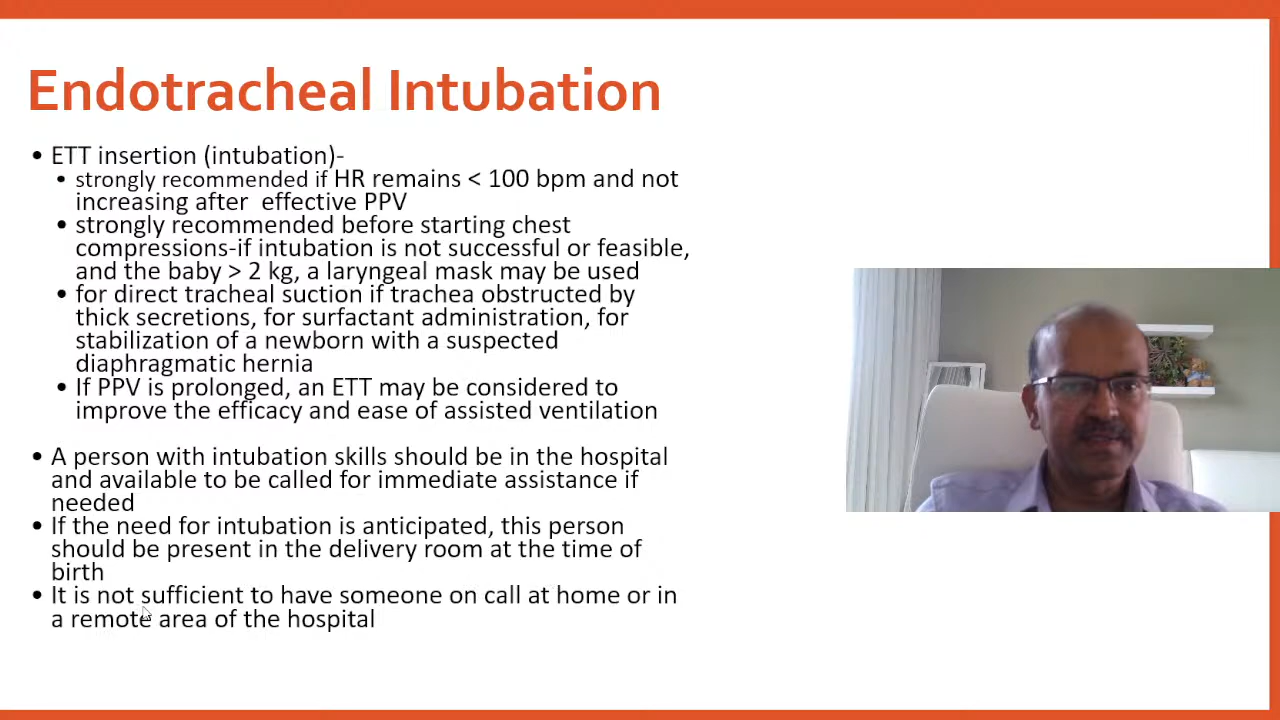 Endotracheal Intubation
• ETT insertion (intubation)-
• strongly recommended if HR remains < 100 bpm and not
increasing after effective PPV
• strongly recommended before starting chest
compressions-if intubation is not successful or feasible,
and the baby > 2 kg, a laryngeal mask may be used
• for direct tracheal suction if trachea obstructed by
thick secretions, for surfactant administration, for
stabilization of a newborn with a suspected
diaphragmatic hernia
• If PPV is prolonged, an ETT may be considered to
improve the efficacy and ease of assisted ventilation
• A person with intubation skills should be in the hospital
and available to be called for immediate assistance if
needed
• If the need for intubation is anticipated, this person
should be present in the delivery room at the time of
birth
• It is not sufficient to have someone on call at home or in
a remote area of the hospital